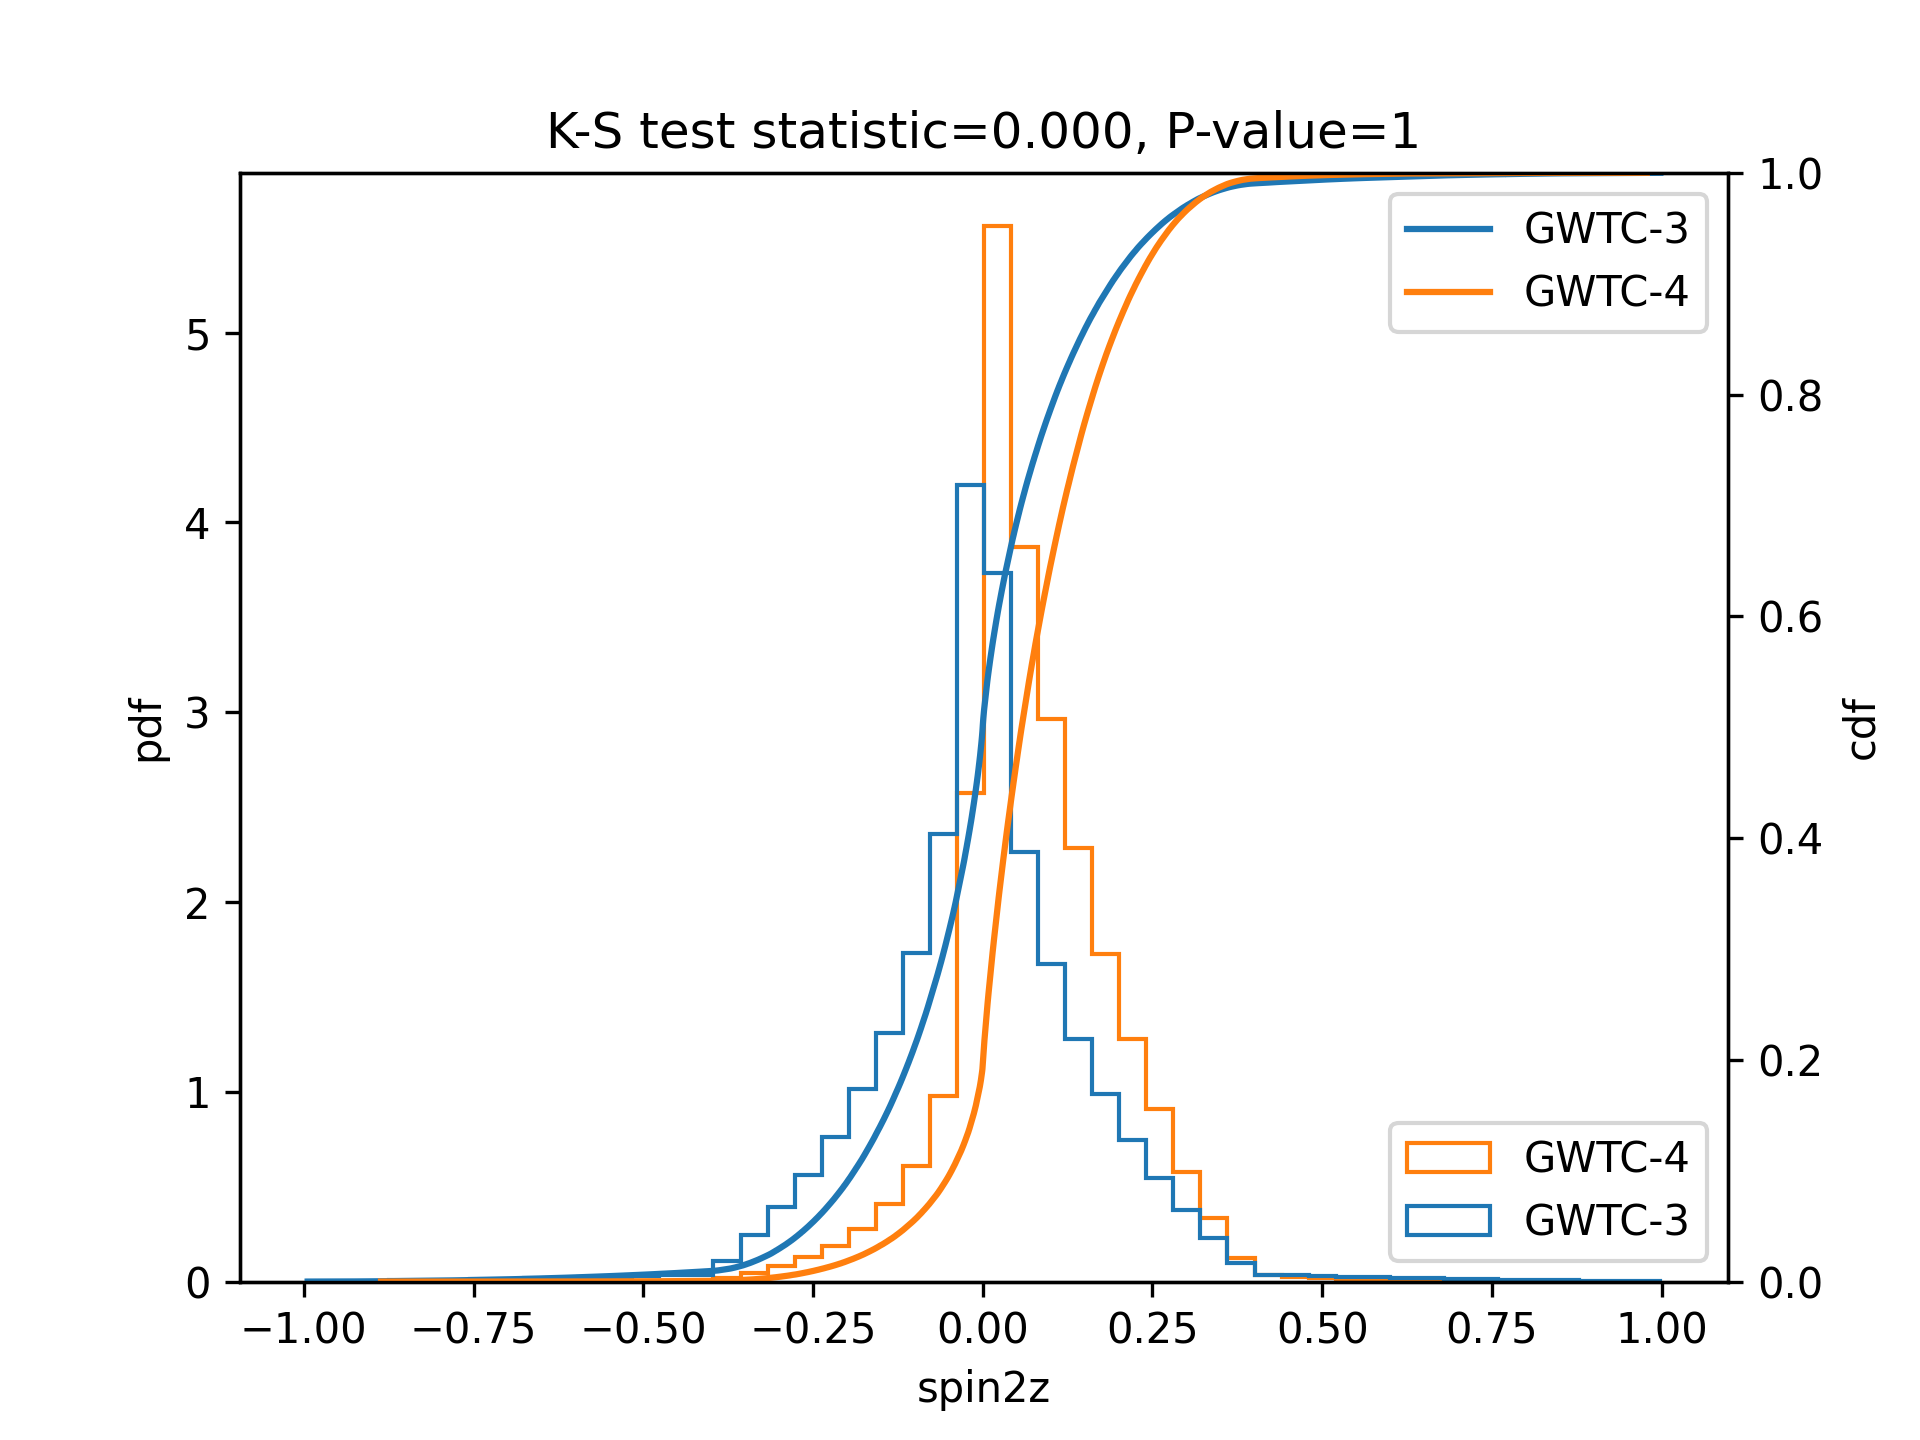 K-S test statistic=0.000, P-value=1
1.0
GWTC-3
GWTC-4
5
0.8
4
0.6
3
pdf
cdf
2
0.4
1
0.2
GWTC-4
GWTC-3
0
0.0
−1.00 −0.75 −0.50 −0.25 0.00 0.25 0.50 0.75 1.00
spin2z